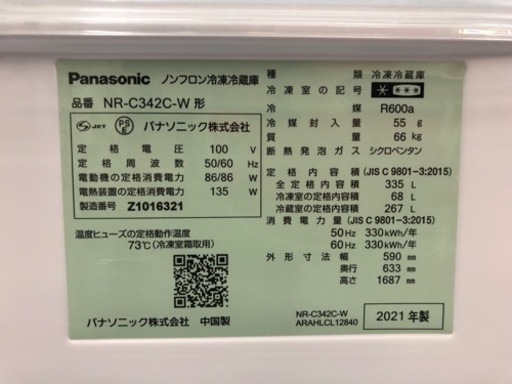 Panasonic ノンフロン冷凍冷蔵庫
品番 NR-C342C-W 形
JET PS E パナソニック株式会社
定格電圧 100 V
定格周波数 50/60 Hz
電動機の定格消費電力 86/86 W
電熱装置の定格消費電力 135 W
製造番号 Z1016321
温度ヒューズの定格動作温度
73℃(冷凍室霜取用)
パナソニック株式会社 中国製
種類 冷凍冷蔵庫
冷凍室の記号
冷媒 R600a
冷媒封入量 55 g
質量 66 kg
断熱発泡ガス シクロペンタン
定格内容積 (JIS C 9801-3:2015)
全定格内容積 335 L
冷凍室の定格内容積 68 L
冷蔵室の定格内容積 267 L
消費電力量 (JIS C 9801-3:2015)
50 Hz 330 kWh/年
60 Hz 330 kWh/年
外形寸法 幅 590 mm
奥行 633 mm
高さ 1687 mm
NR-C342C-W
ARAHLCL12840
2021 年製